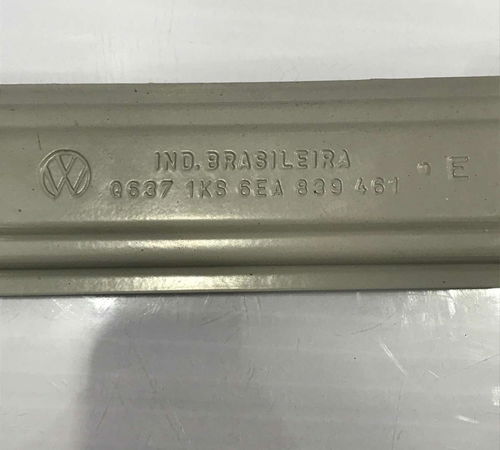 IND. BRASILEIRA
Q637 1KS 6EA 839 461 E